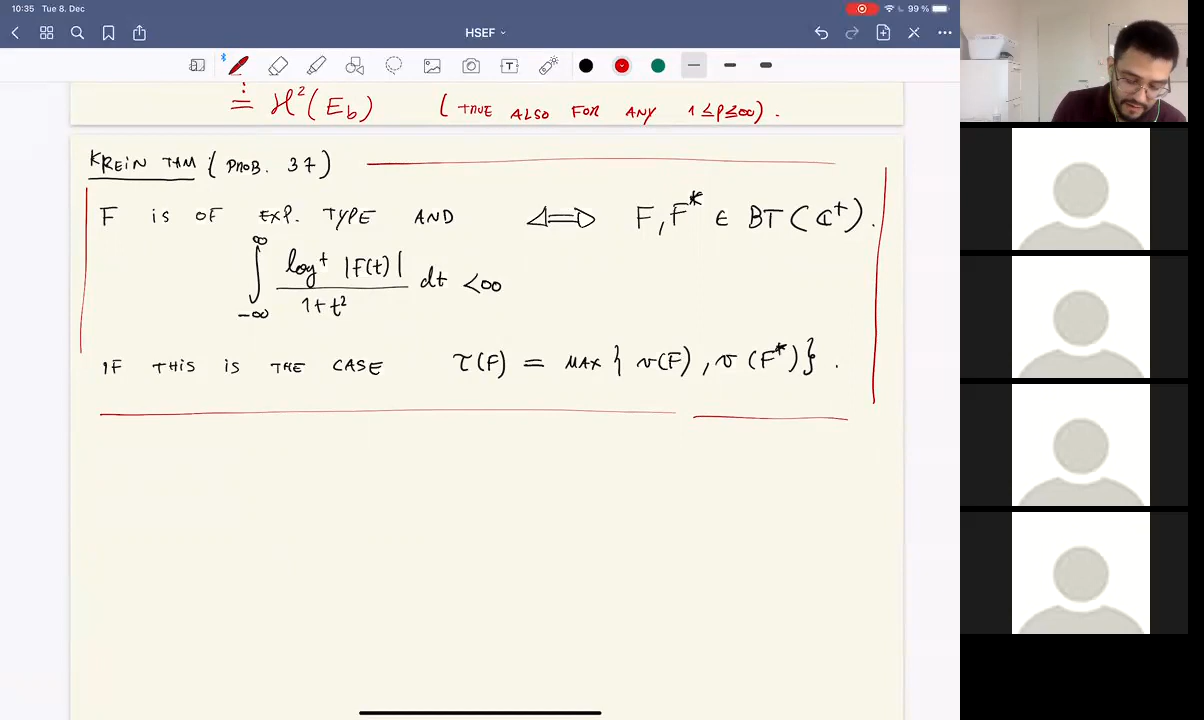 10:35 Tue 8. Dec
99 %
HSEF
≐ H²(E_b) (TRUE ALSO FOR ANY 1≤p≤∞).
KREIN THM (PROB. 37)
F IS OF EXP. TYPE AND ⟺ F, F* ∈ BT(ℂ⁺).
∫_{-∞}^{∞} log⁺|F(t)| / (1+t²) dt < ∞
IF THIS IS THE CASE τ(F) = MAX { v(F), v(F*) }.